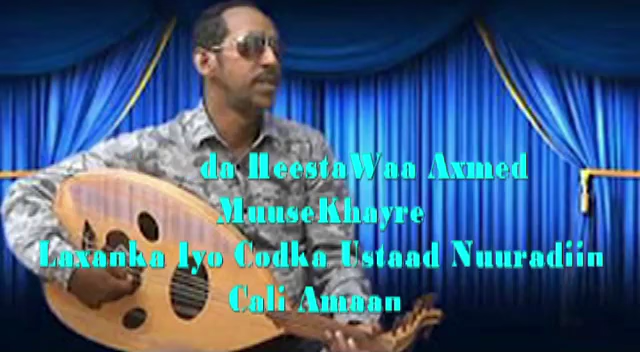 da HeestaWaa Axmed
MuuseKhayre
Laxanka Iyo Codka Ustaad Nuuradiin
Cali Amaan